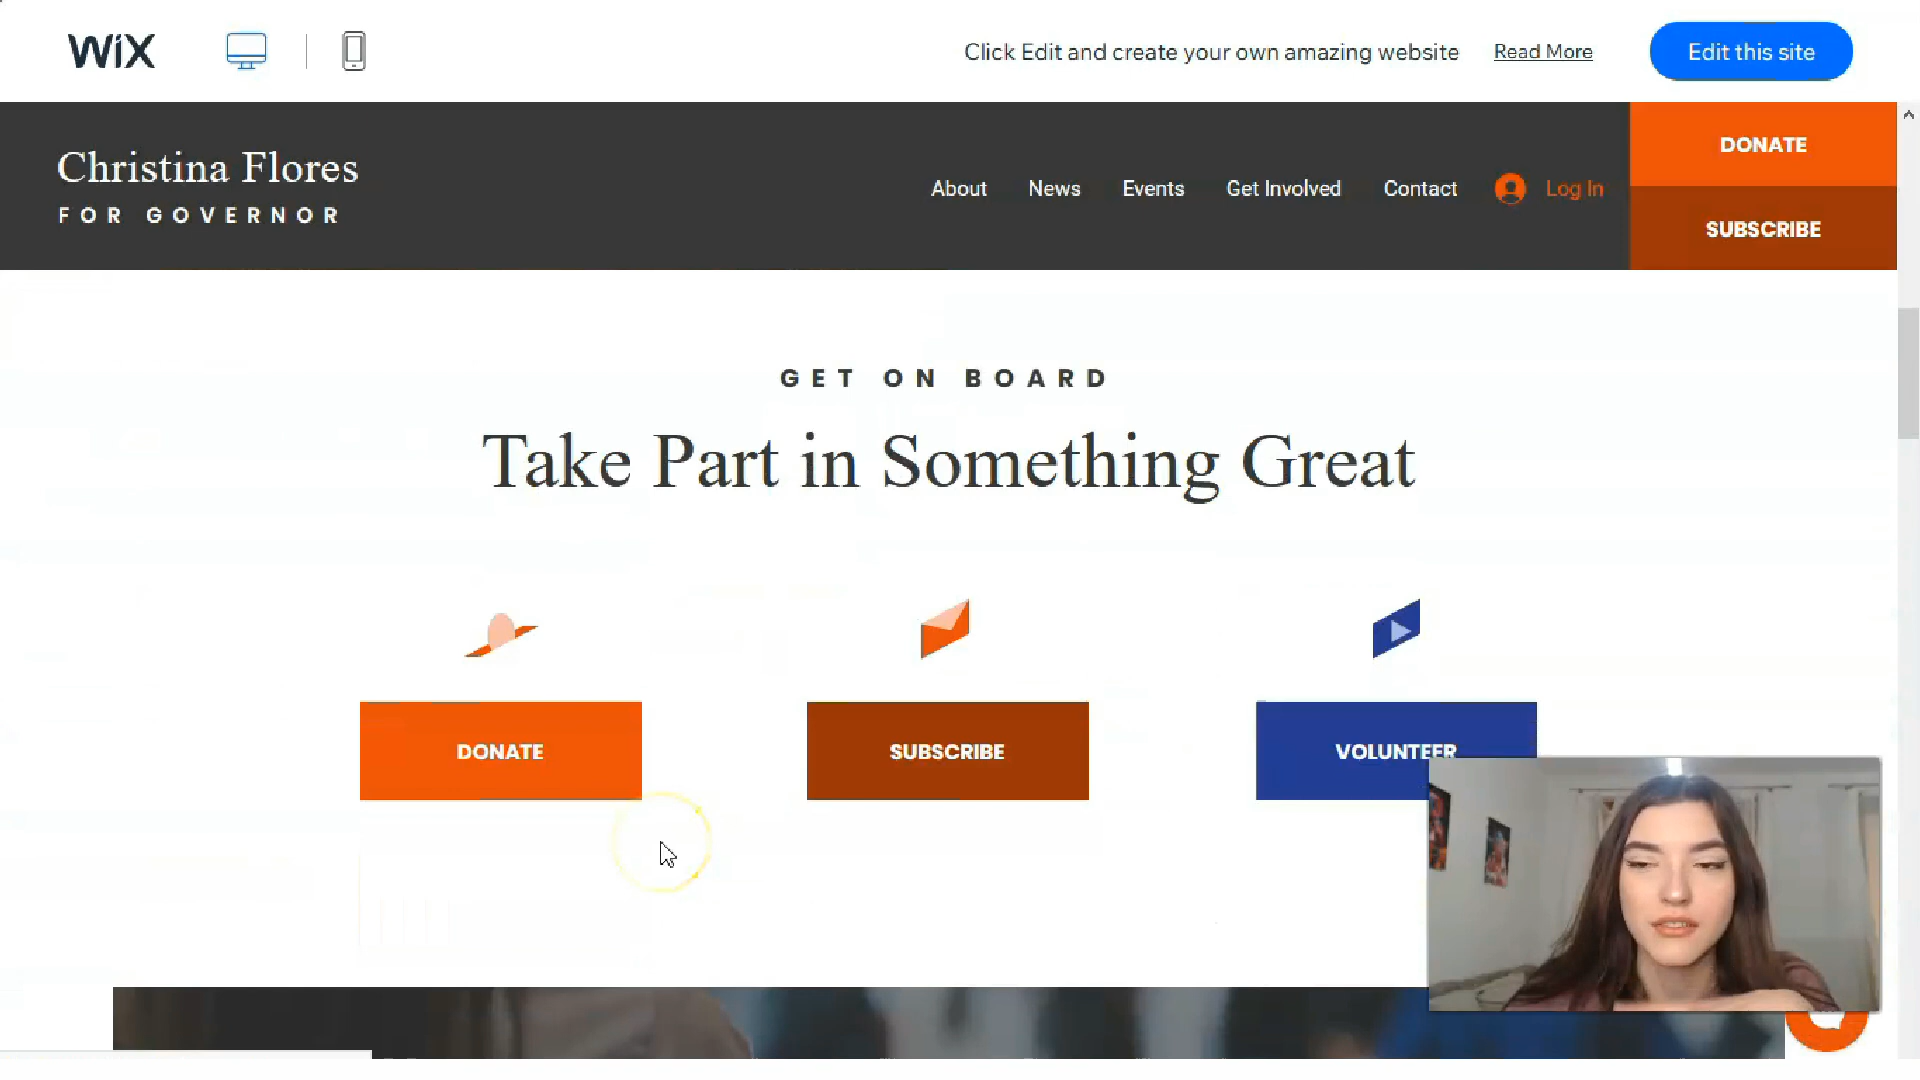 WiX
Click Edit and create your own amazing website
Read More
Edit this site
Christina Flores
FOR GOVERNOR
About
News
Events
Get Involved
Contact
Log In
DONATE
SUBSCRIBE
GET ON BOARD
Take Part in Something Great
DONATE
SUBSCRIBE
VOLUNTEER